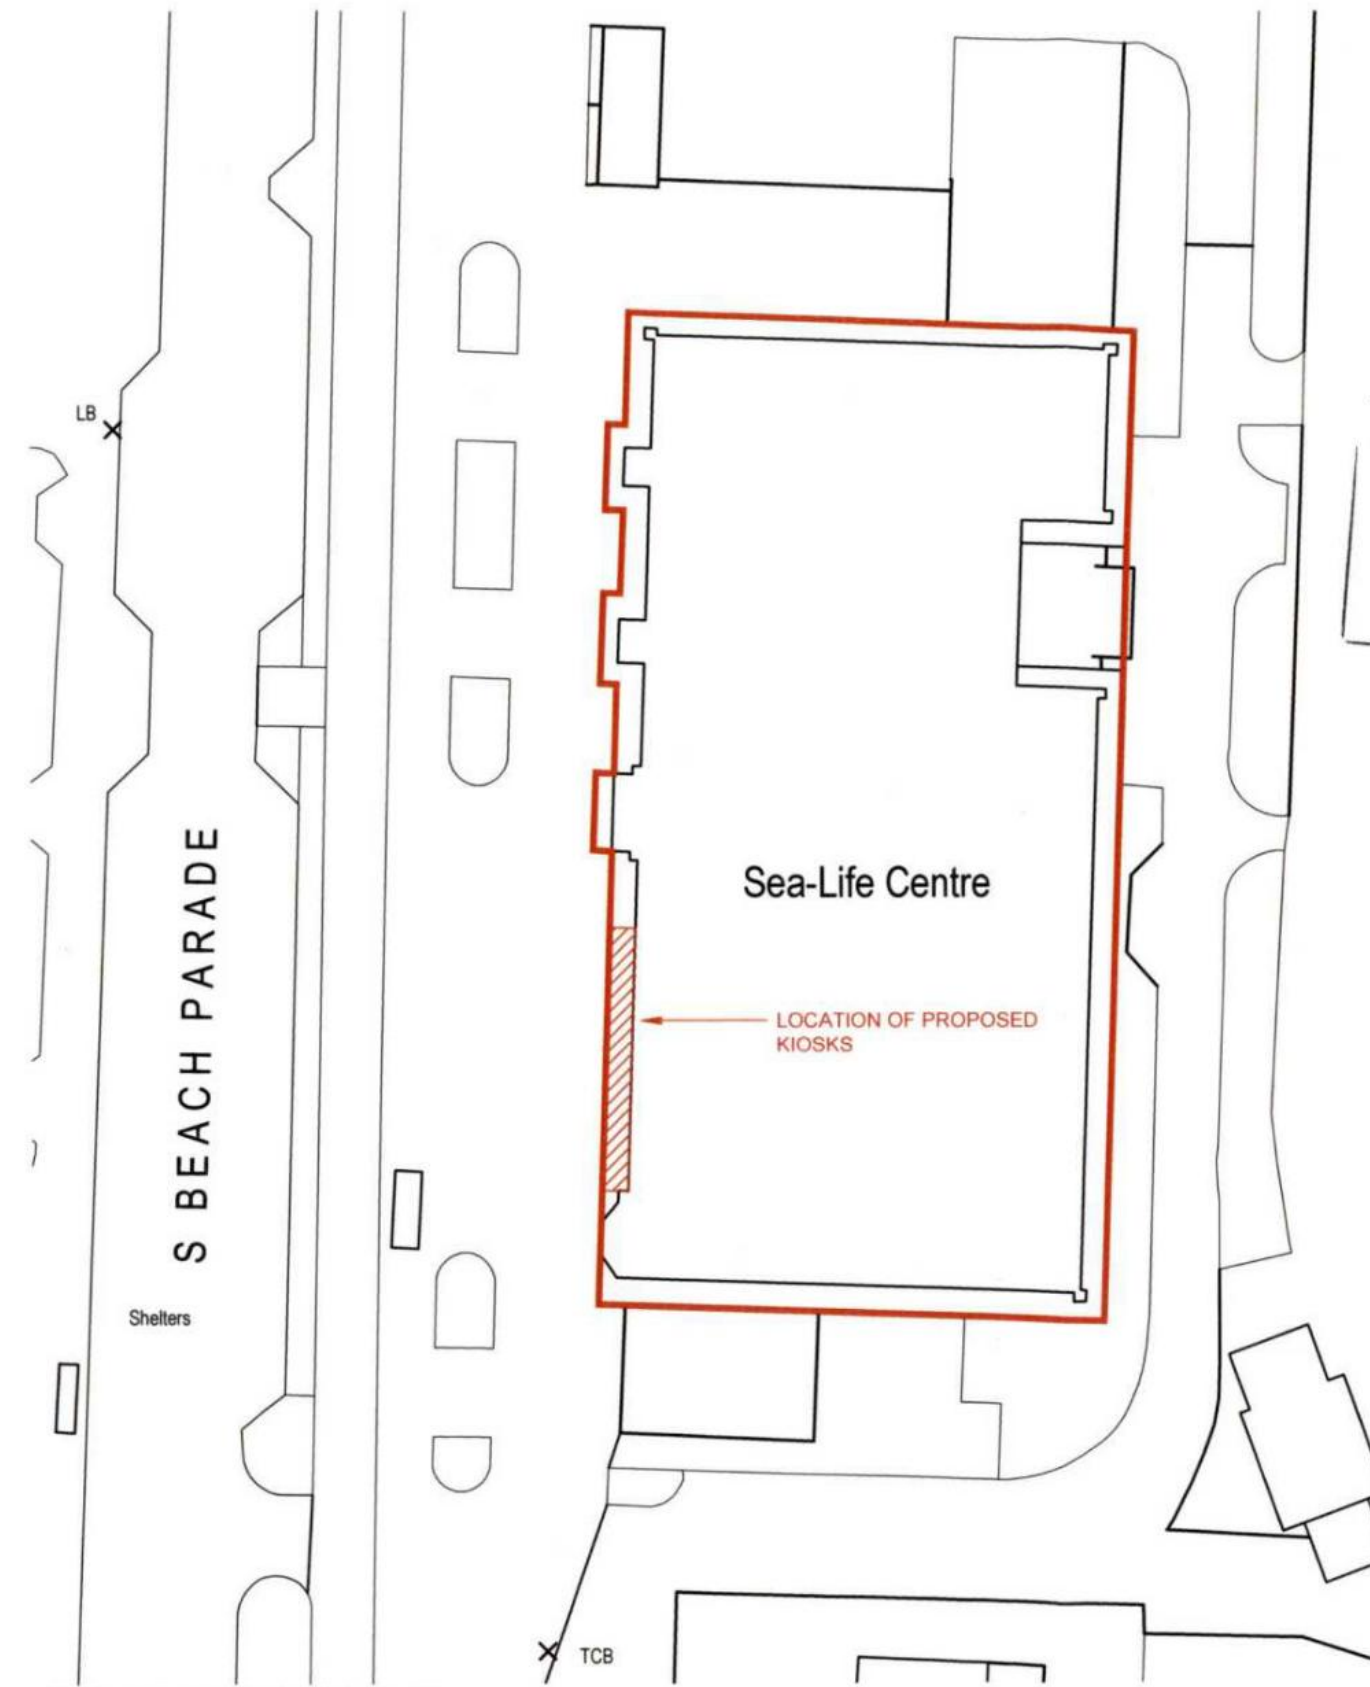 LB
Sea-Life Centre
S BEACH PARADE
LOCATION OF PROPOSED
KIOSKS
Shelters
TCB